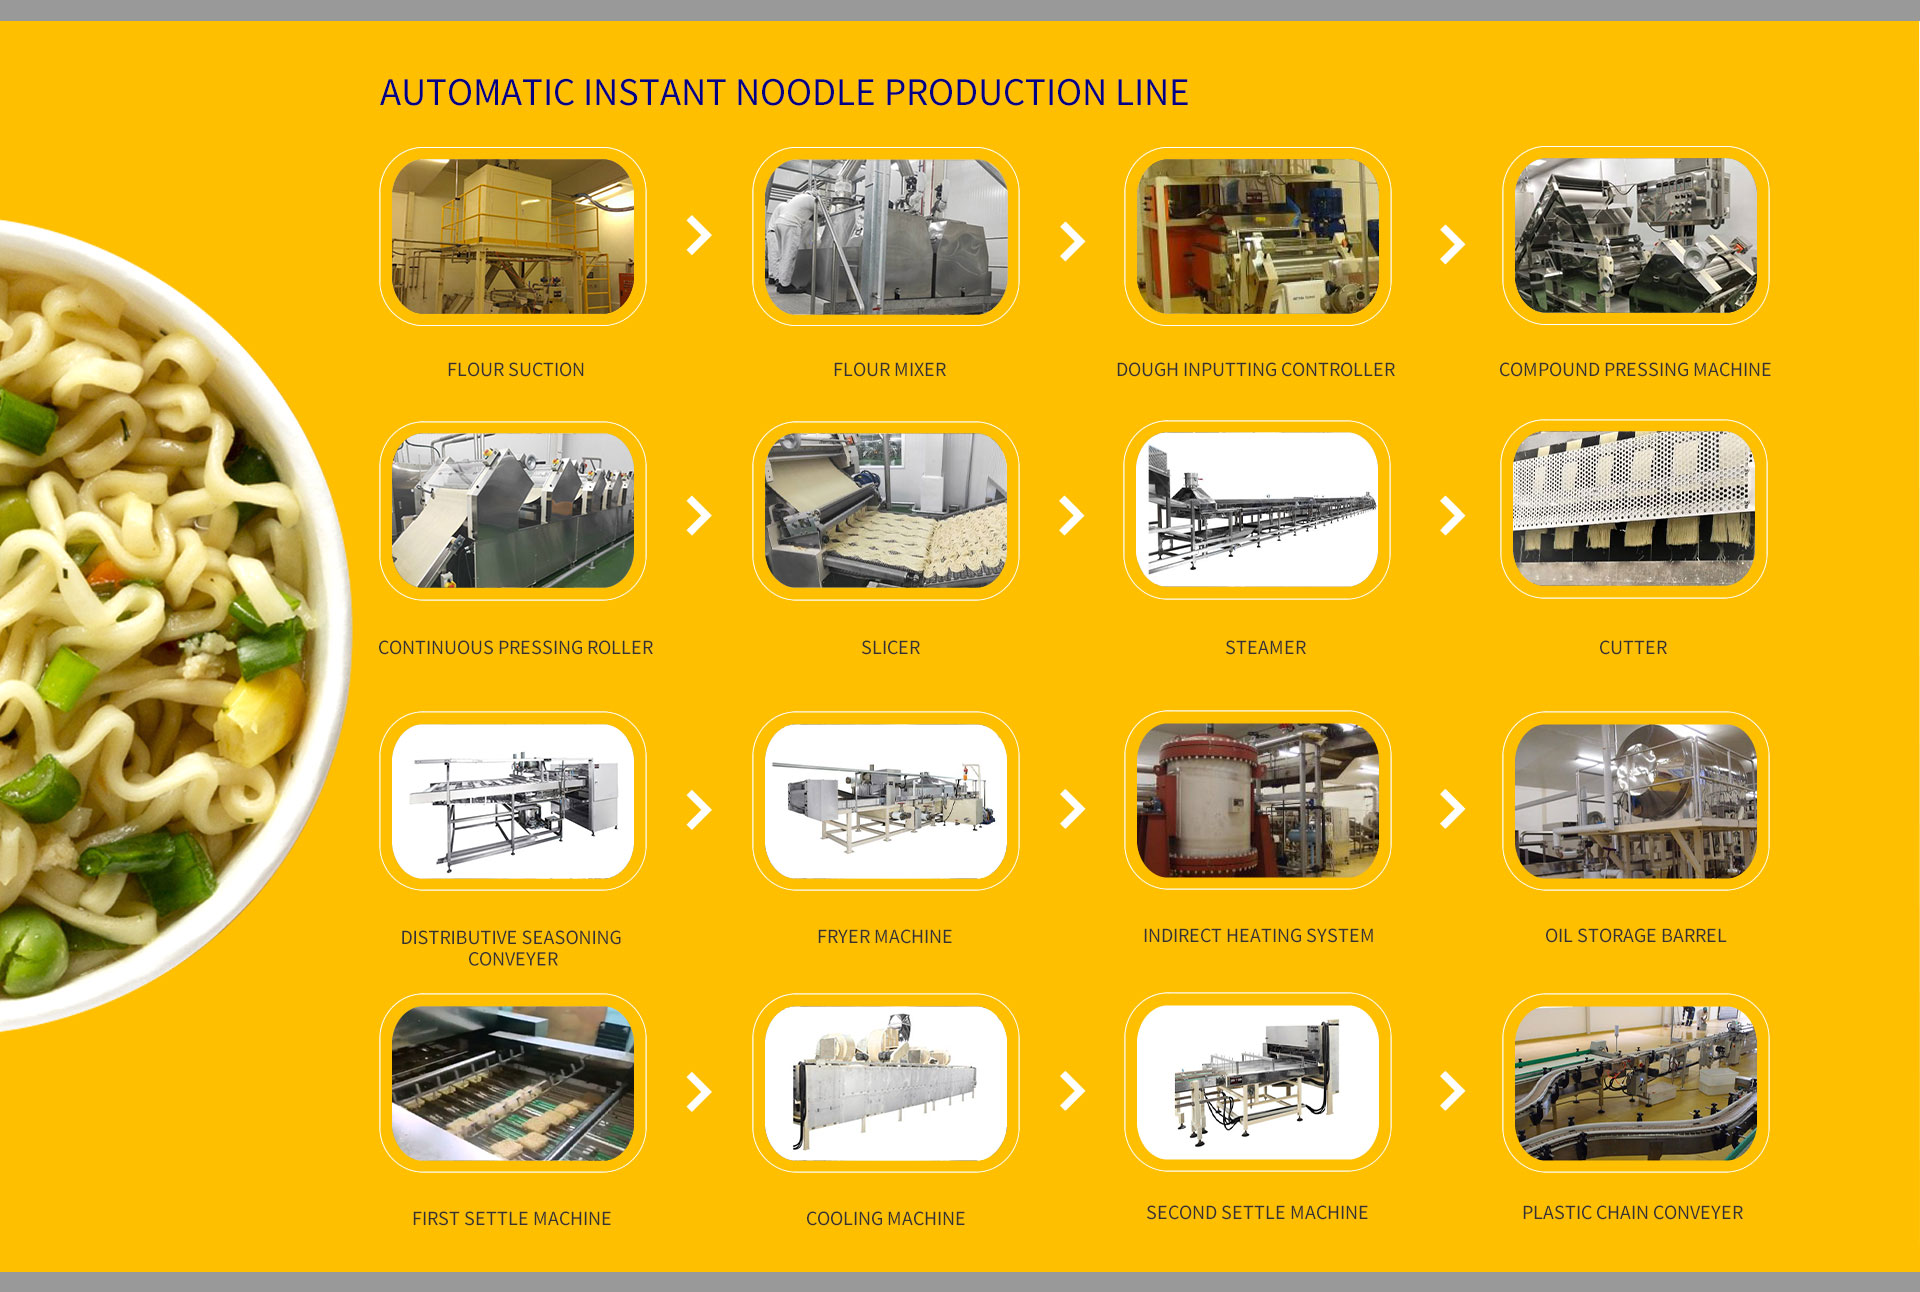 AUTOMATIC INSTANT NOODLE PRODUCTION LINE
FLOUR SUCTION
FLOUR MIXER
DOUGH INPUTTING CONTROLLER
COMPOUND PRESSING MACHINE
CONTINUOUS PRESSING ROLLER
SLICER
STEAMER
CUTTER
DISTRIBUTIVE SEASONING
CONVEYER
FRYER MACHINE
INDIRECT HEATING SYSTEM
OIL STORAGE BARREL
FIRST SETTLE MACHINE
COOLING MACHINE
SECOND SETTLE MACHINE
PLASTIC CHAIN CONVEYER